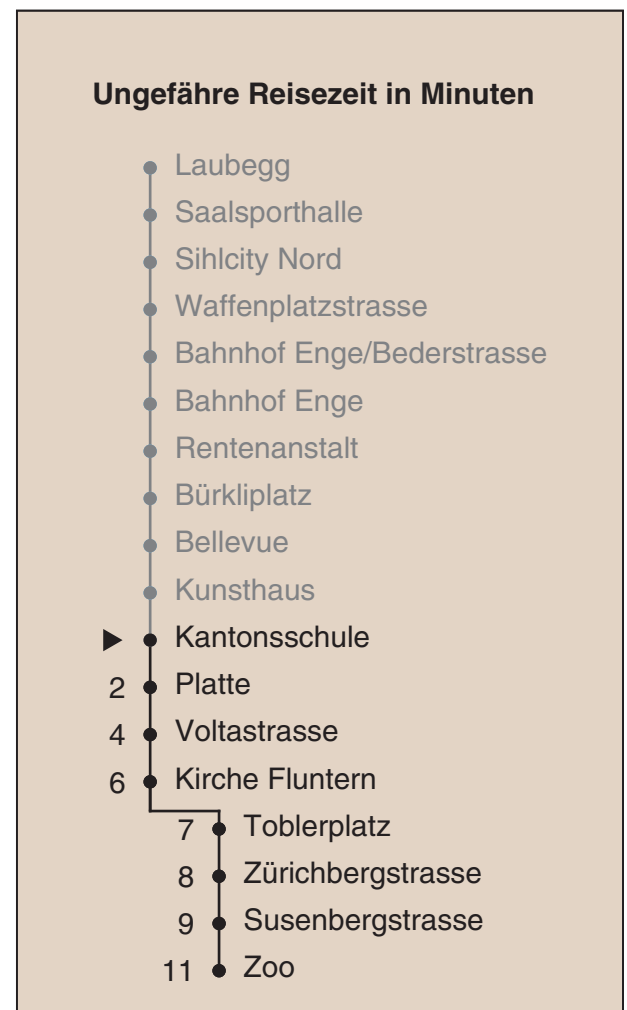 Ungefähre Reisezeit in Minuten
Laubegg
Saalsporthalle
Sihlcity Nord
Waffenplatzstrasse
Bahnhof Enge/Bederstrasse
Bahnhof Enge
Rentenanstalt
Bürkliplatz
Bellevue
Kunsthaus
Kantonsschule
2 Platte
4 Voltastrasse
6 Kirche Fluntern
7 Toblerplatz
8 Zürichbergstrasse
9 Susenbergstrasse
11 Zoo